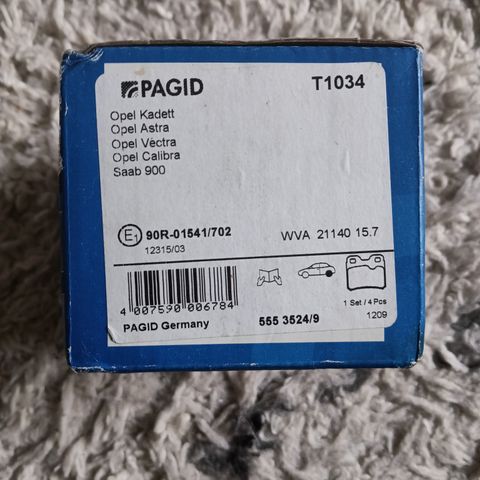 PAGID T1034
Opel Kadett
Opel Astra
Opel Vectra
Opel Calibra
Saab 900
E1 90R-01541/702 WVA 21140 15.7
12315/03
4 007590 006784
1 Set / 4 Pcs
PAGID Germany 555 3524/9 1209